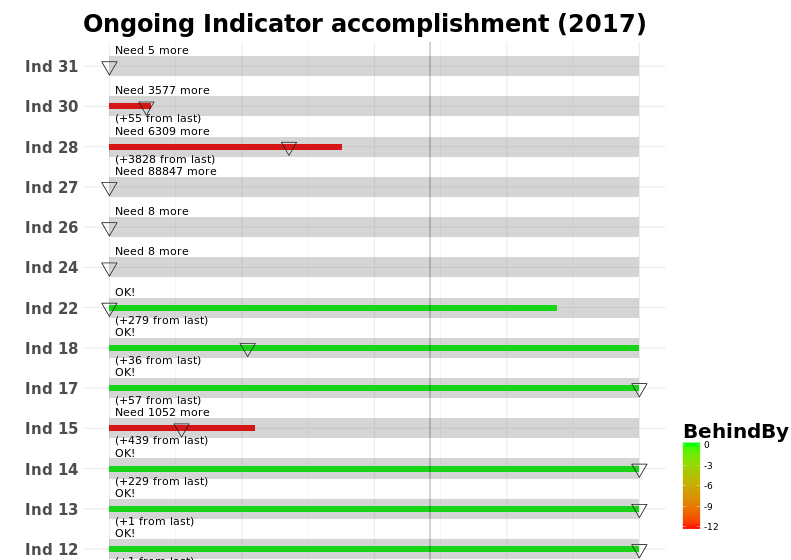 Ongoing Indicator accomplishment (2017)
Need 5 more
Ind 31
Need 3577 more
Ind 30
(+55 from last)
Need 6309 more
Ind 28
(+3828 from last)
Need 88847 more
Ind 27
Need 8 more
Ind 26
Need 8 more
Ind 24
OK!
Ind 22
(+279 from last)
OK!
Ind 18
(+36 from last)
OK!
Ind 17
(+57 from last)
Need 1052 more
Ind 15
(+439 from last)
OK!
Ind 14
(+229 from last)
OK!
Ind 13
(+1 from last)
OK!
Ind 12
(+1 from last)
BehindBy
0
-3
-6
-9
-12